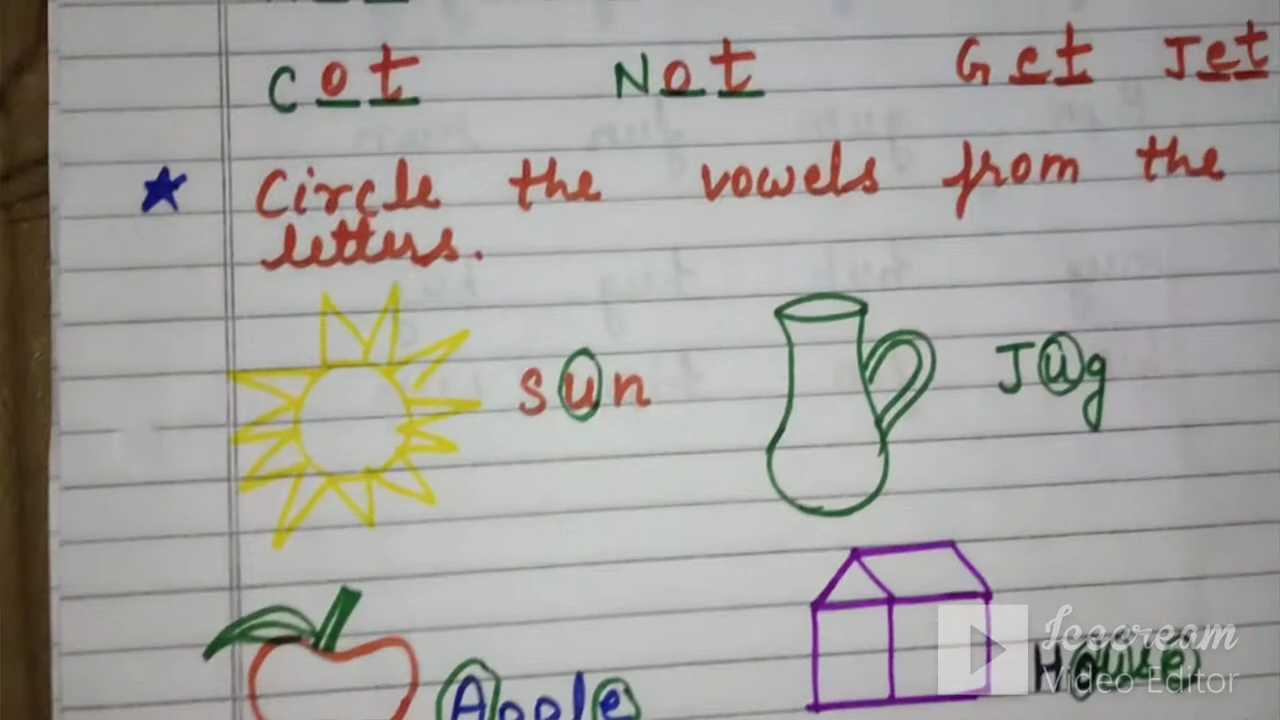 Cot Not Get Jet
Circle the vowels from the
letters.
Sun Jug
Apple House
Icecream
Video Editor